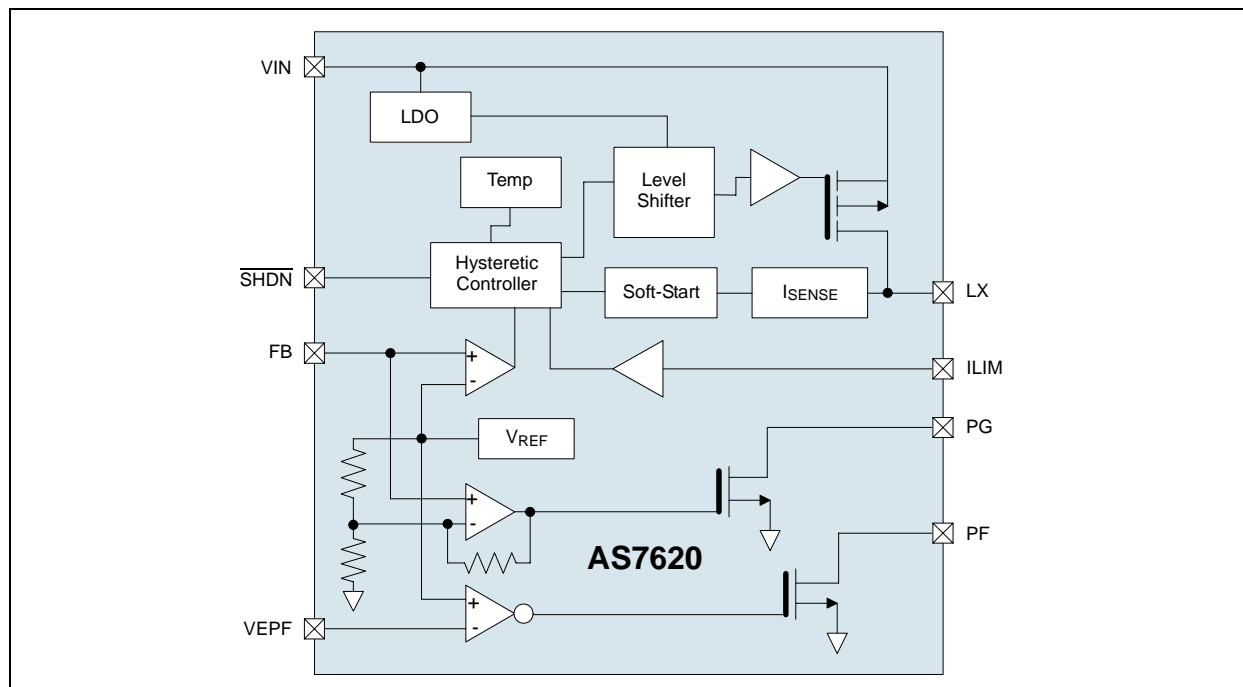 VIN
LDO
Temp
Level
Shifter
SHDN
Hysteretic
Controller
Soft-Start
ISENSE
LX
FB
+
-
ILIM
VREF
PG
+
-
AS7620
PF
+
-
VEPF